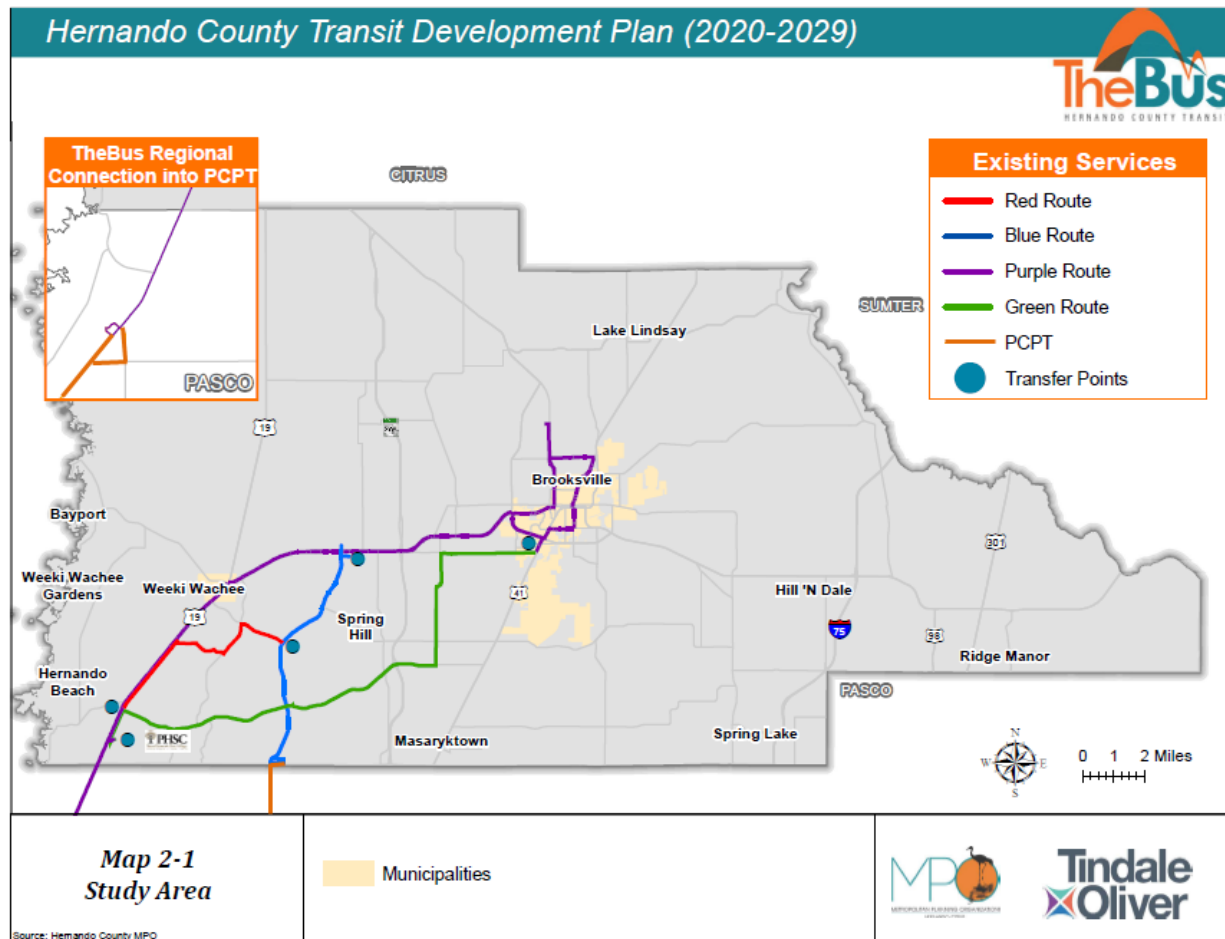 Hernando County Transit Development Plan (2020-2029)
TheBus
HERNANDO COUNTY TRANSIT
TheBus Regional
Connection into PCPT
PASCO
CITRUS
Existing Services
Red Route
Blue Route
Purple Route
Green Route
PCPT
Transfer Points
SUMTER
Lake Lindsay
19
Brooksville
Bayport
301
Weeki Wachee
Gardens
Weeki Wachee
19
Spring
Hill
41
Hill 'N Dale
75
98
Ridge Manor
Hernando
Beach
PASCO
PHSC
Masaryktown
Spring Lake
N
W E
S
0 1 2 Miles
Map 2-1
Study Area
Municipalities
MPO
METROPOLITAN PLANNING ORGANIZATION
Tindale
Oliver
Source: Hernando County MPO